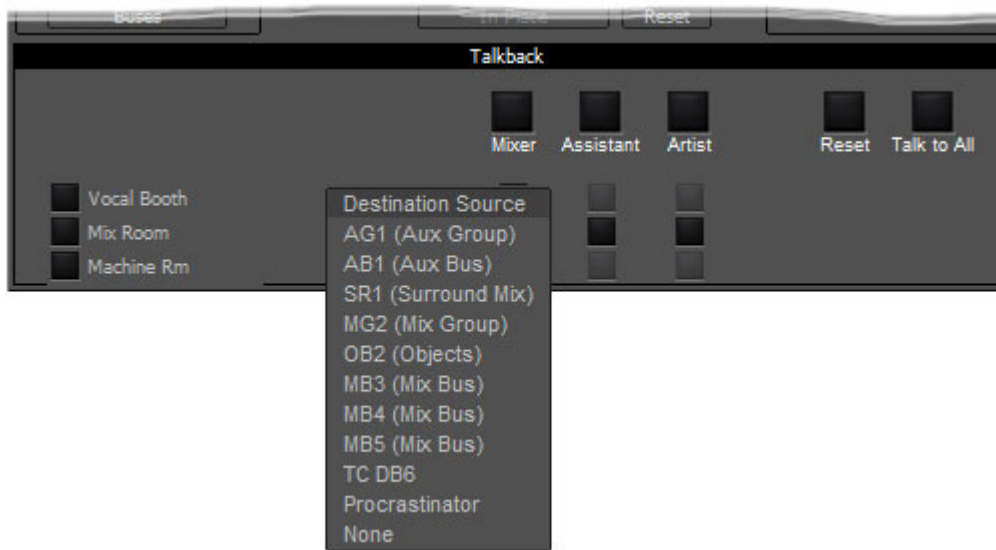 Buses
In Place
Reset
Talkback
Mixer Assistant Artist Reset Talk to All
Vocal Booth
Mix Room
Machine Rm
Destination Source
AG1 (Aux Group)
AB1 (Aux Bus)
SR1 (Surround Mix)
MG2 (Mix Group)
OB2 (Objects)
MB3 (Mix Bus)
MB4 (Mix Bus)
MB5 (Mix Bus)
TC DB6
Procrastinator
None